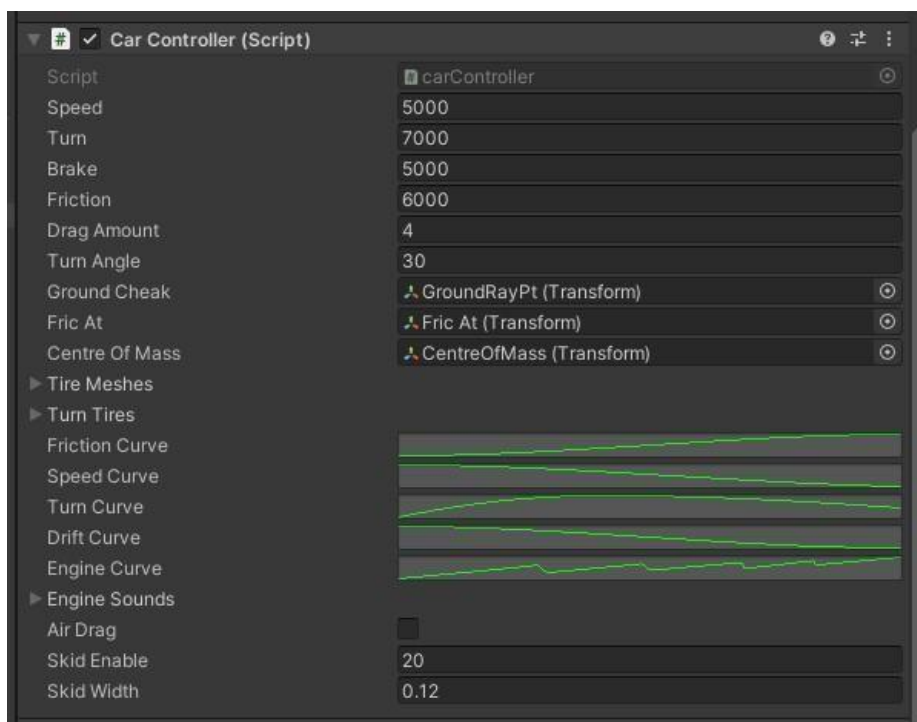 Car Controller (Script)
Script carController
Speed 5000
Turn 7000
Brake 5000
Friction 6000
Drag Amount 4
Turn Angle 30
Ground Cheak GroundRayPt (Transform)
Fric At Fric At (Transform)
Centre Of Mass CentreOfMass (Transform)
Tire Meshes
Turn Tires
Friction Curve
Speed Curve
Turn Curve
Drift Curve
Engine Curve
Engine Sounds
Air Drag
Skid Enable 20
Skid Width 0.12